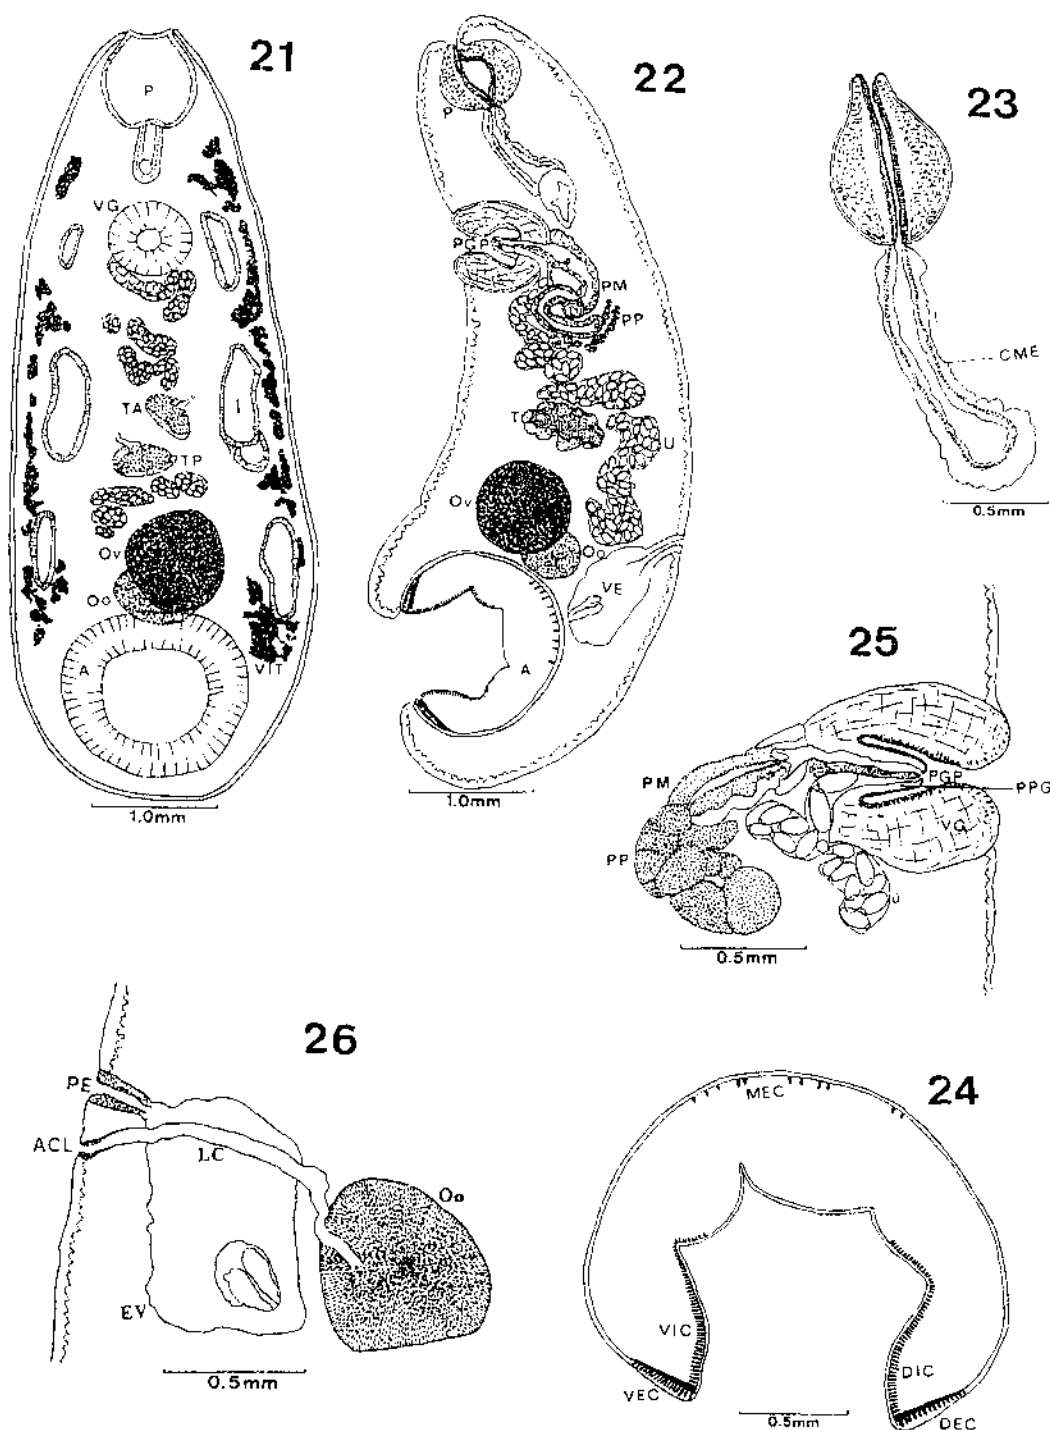 21
P
VG
TA
I
TP
Ov
Oo
A
VIT
1.0mm
22
P
PGP
PM
PP
U
Ov
Oo
VE
A
1.0mm
23
CME
0.5mm
25
PM
PGP
PPG
VG
PP
U
0.5mm
26
PE
ACL
LC
Oo
EV
0.5mm
24
MEC
VIC
VEC
DIC
DEC
0.5mm